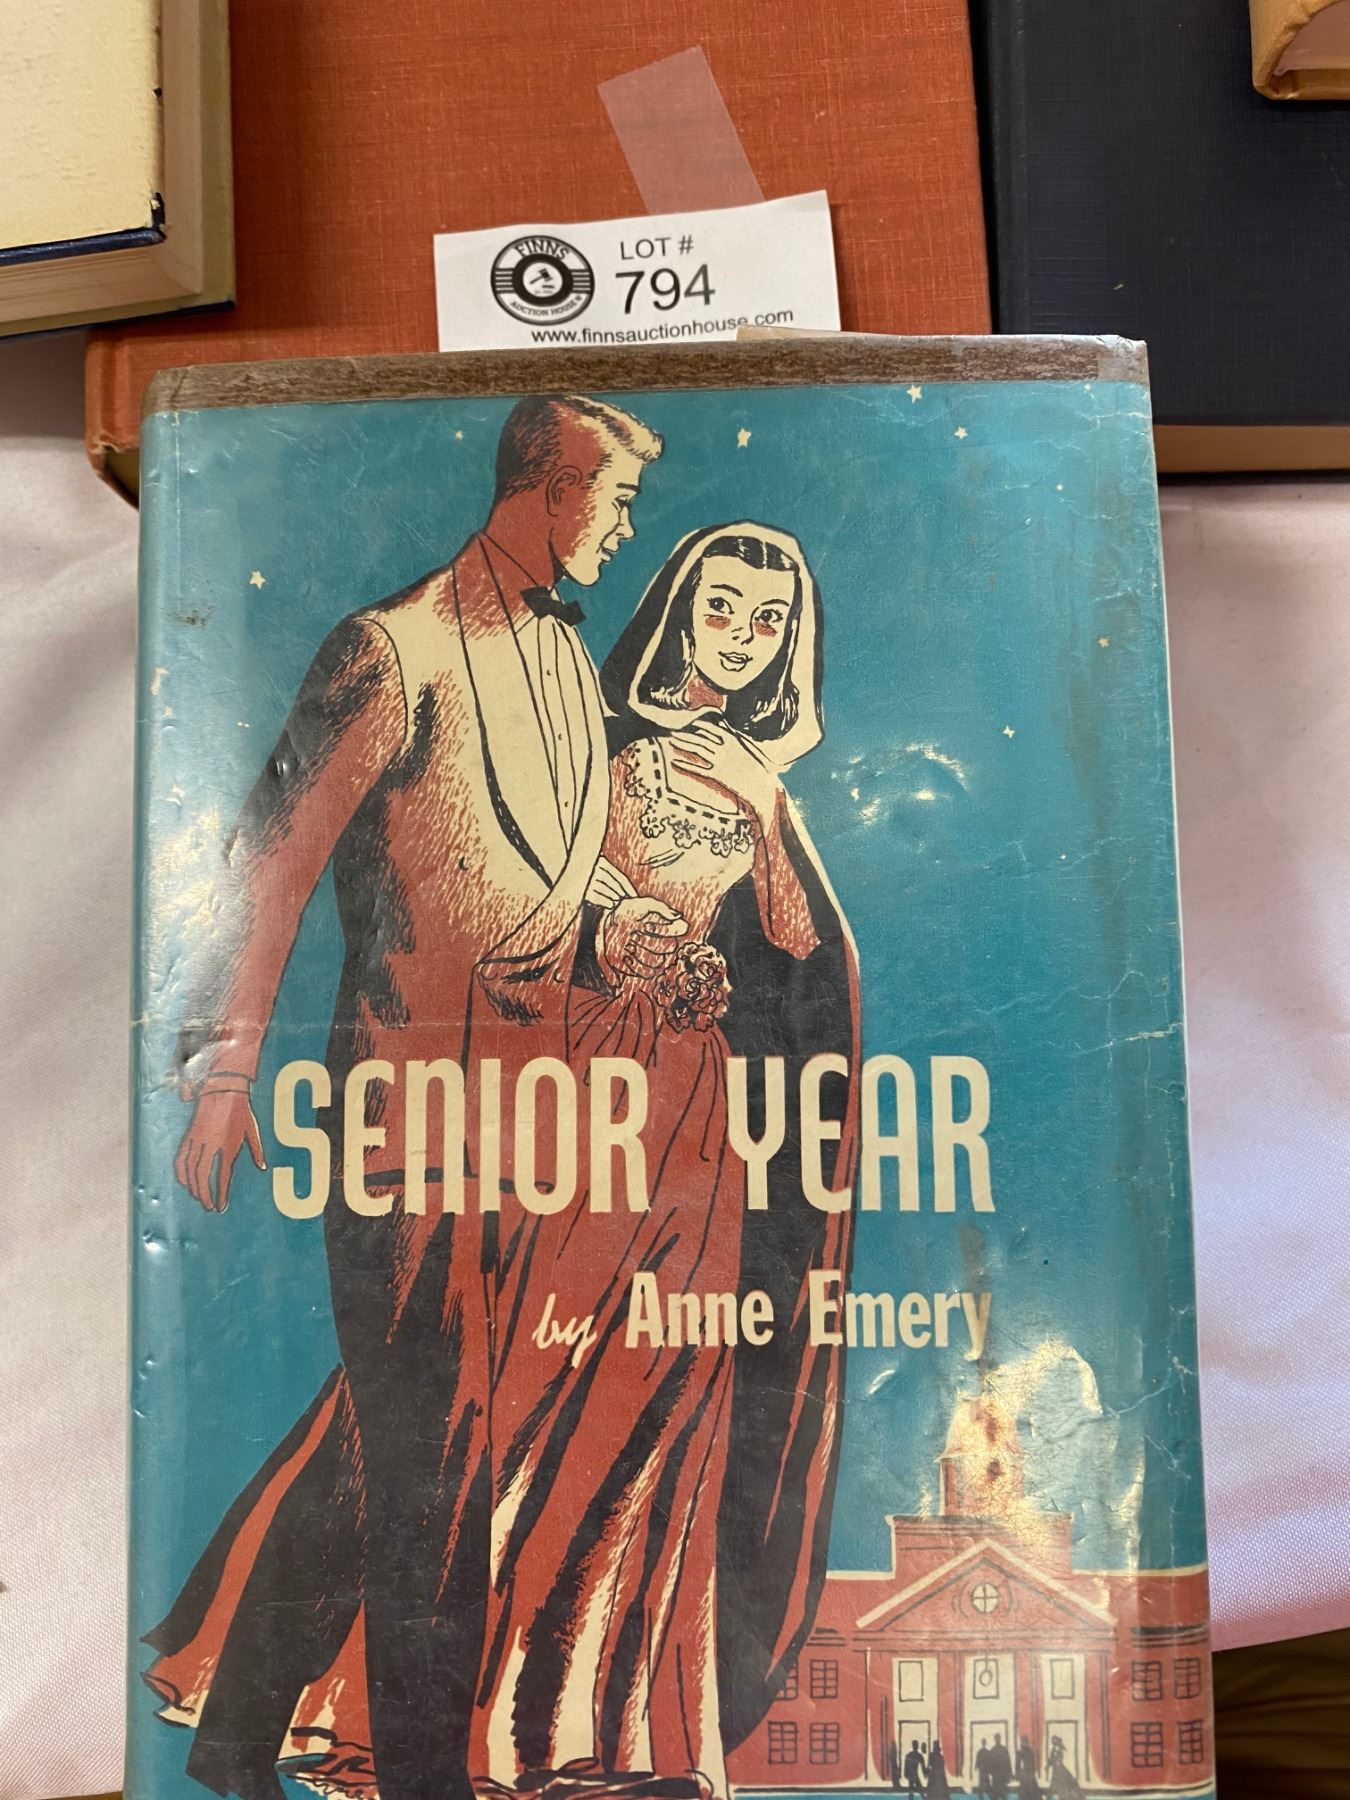 FINNS
AUCTION HOUSE
LOT #
794
www.finnsauctionhouse.com
SENIOR YEAR
by Anne Emery